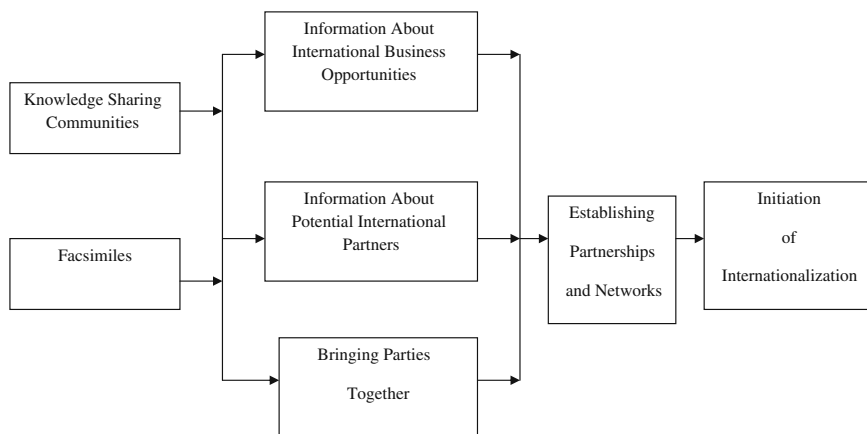 Knowledge Sharing
Communities
Facsimiles
Information About
International Business
Opportunities
Information About
Potential International
Partners
Bringing Parties
Together
Establishing
Partnerships
and Networks
Initiation
of
Internationalization